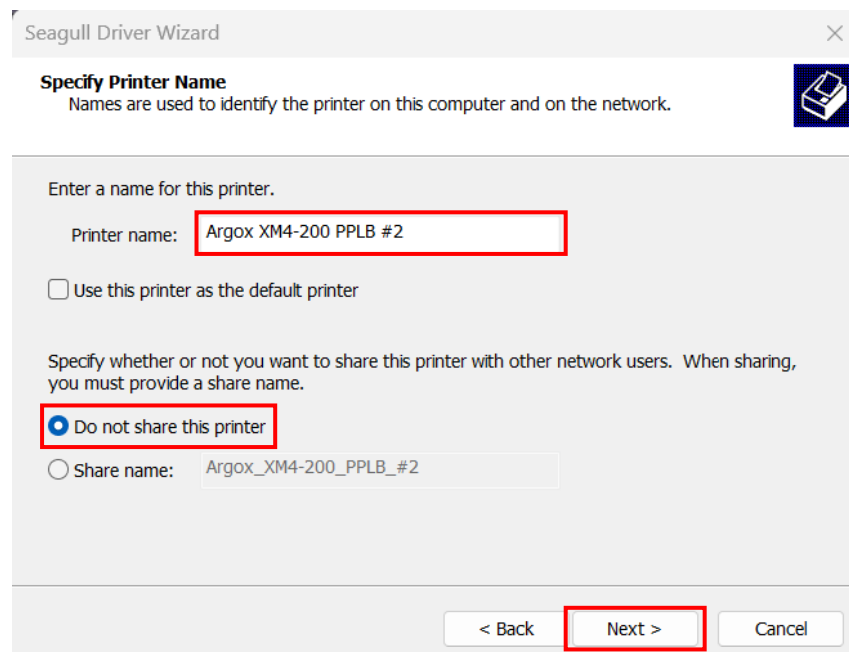 Seagull Driver Wizard
Specify Printer Name
Names are used to identify the printer on this computer and on the network.
Enter a name for this printer.
Printer name: Argox XM4-200 PPLB #2
Use this printer as the default printer
Specify whether or not you want to share this printer with other network users.  When sharing,
you must provide a share name.
Do not share this printer
Share name: Argox_XM4-200_PPLB_#2
< Back Next > Cancel